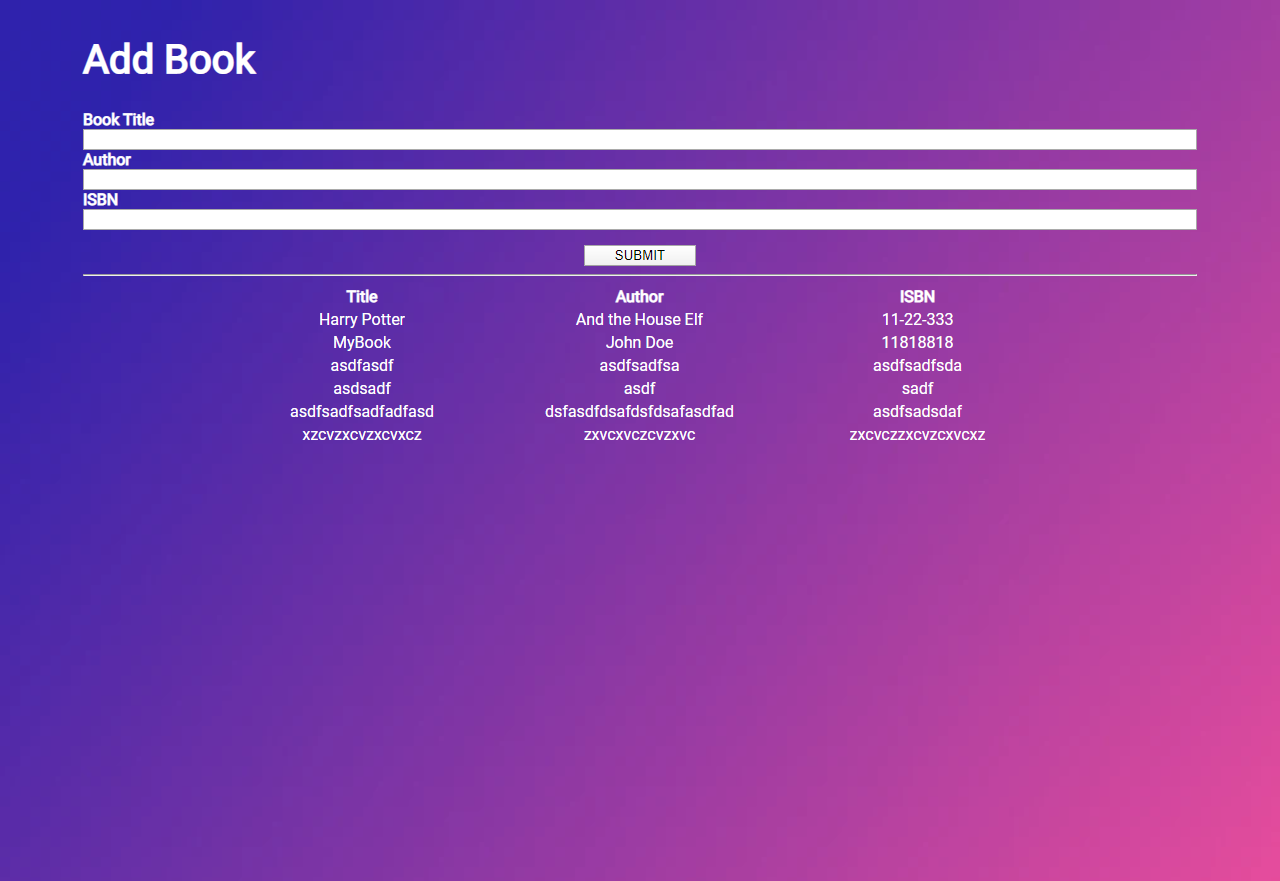 Add Book
Book Title
Author
ISBN
SUBMIT
Title Author ISBN
Harry Potter And the House Elf 11-22-333
MyBook John Doe 11818818
asdfasdf asdfsadfsa asdfsadfsda
asdsadf asdf sadf
asdfsadfsadfadfasd dsfasdfdsafdsfdsafasdfad asdfsadsdaf
xzcvzxcvzxcvxcz zxvcxvczcvzxvc zxcvczzxcvzcxvcxz